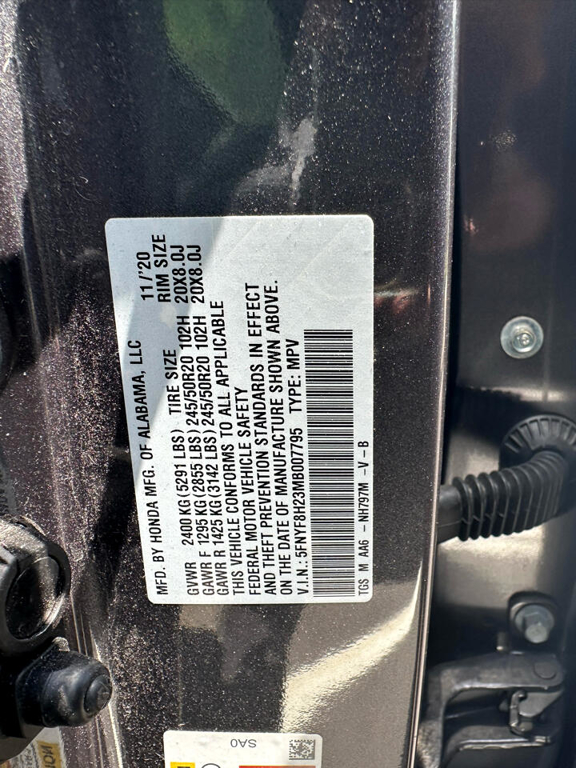 MFD. BY HONDA MFG. OF ALABAMA, LLC 11/'20
GVWR 2400 KG (5291 LBS) TIRE SIZE RIM SIZE
GAWR F 1295 KG (2855 LBS) 245/50R20 102H 20X8.0J
GAWR R 1425 KG (3142 LBS) 245/50R20 102H 20X8.0J
THIS VEHICLE CONFORMS TO ALL APPLICABLE
FEDERAL MOTOR VEHICLE SAFETY
AND THEFT PREVENTION STANDARDS IN EFFECT
ON THE DATE OF MANUFACTURE SHOWN ABOVE.
V.I.N.: 5FNYF8H23MB007795 TYPE: MPV
TGS M AA6 - NH797M -V -B
SA0